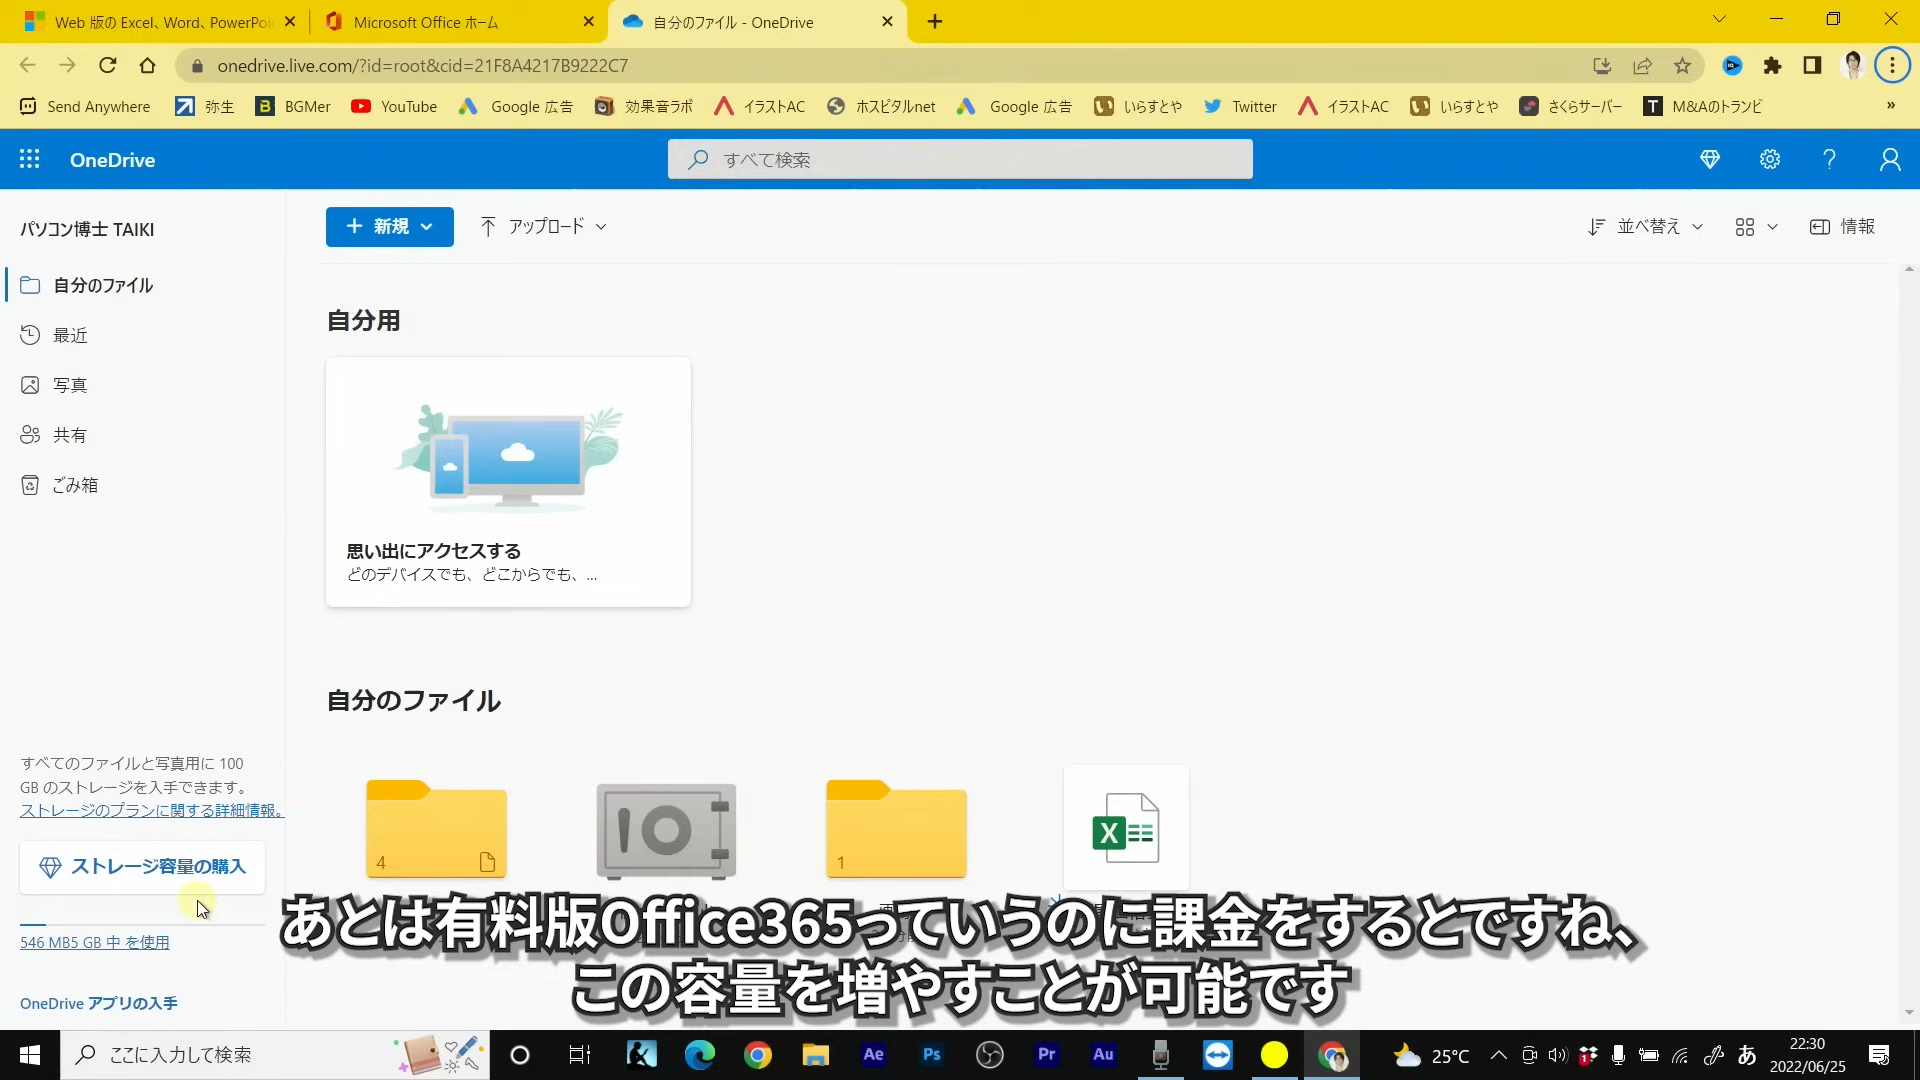 Web 版の Excel、Word、PowerPoi
Microsoft Office ホーム
自分のファイル - OneDrive
onedrive.live.com/?id=root&cid=21F8A4217B9222C7
Send Anywhere
弥生
BGMer
YouTube
Google 広告
効果音ラボ
イラストAC
ホスピタルnet
Google 広告
いらすとや
Twitter
イラストAC
いらすとや
さくらサーバー
M&Aのトランビ
OneDrive
すべて検索
パソコン博士 TAIKI
新規
アップロード
並べ替え
情報
自分のファイル
最近
写真
共有
ごみ箱
自分用
思い出にアクセスする
どのデバイスでも、どこからでも、...
自分のファイル
すべてのファイルと写真用に 100
GB のストレージを入手できます。
ストレージのプランに関する詳細情報。
ストレージ容量の購入
546 MB5 GB 中 を使用
OneDrive アプリの入手
4
1
あとは有料版Office365っていうのに課金をするとですね、
この容量を増やすことが可能です
ここに入力して検索
Ae
Ps
Pr
Au
25°C
あ
22:30
2022/06/25